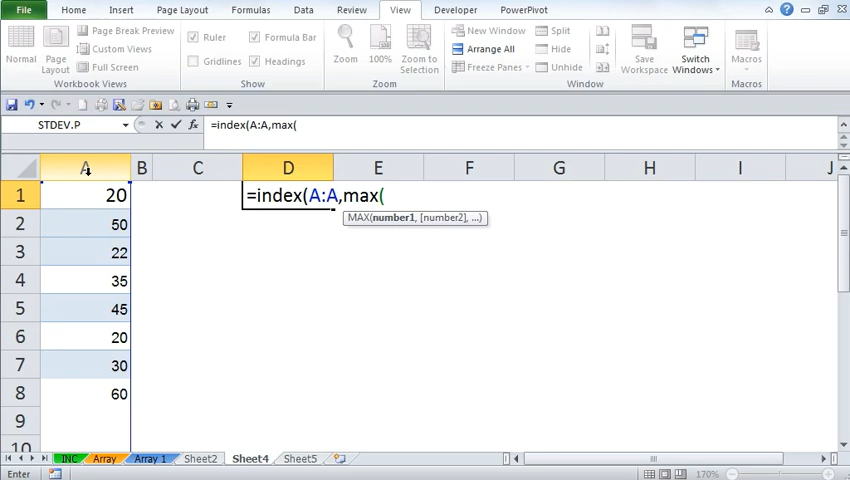 File Home Insert Page Layout Formulas Data Review View Developer PowerPivot
Normal
Page Layout
Page Break Preview
Custom Views
Full Screen
Workbook Views
Ruler
Formula Bar
Gridlines
Headings
Show
Zoom
100%
Zoom to Selection
Zoom
New Window
Arrange All
Freeze Panes
Split
Hide
Unhide
Save Workspace
Switch Windows
Window
Macros
Macros
STDEV.P
=index(A:A,max(
A B C D E F G H I J
1 20 =index(A:A,max(
MAX(number1, [number2], ...)
2 50
3 22
4 35
5 45
6 20
7 30
8 60
9
10
INC Array Array 1 Sheet2 Sheet4 Sheet5
Enter 170%